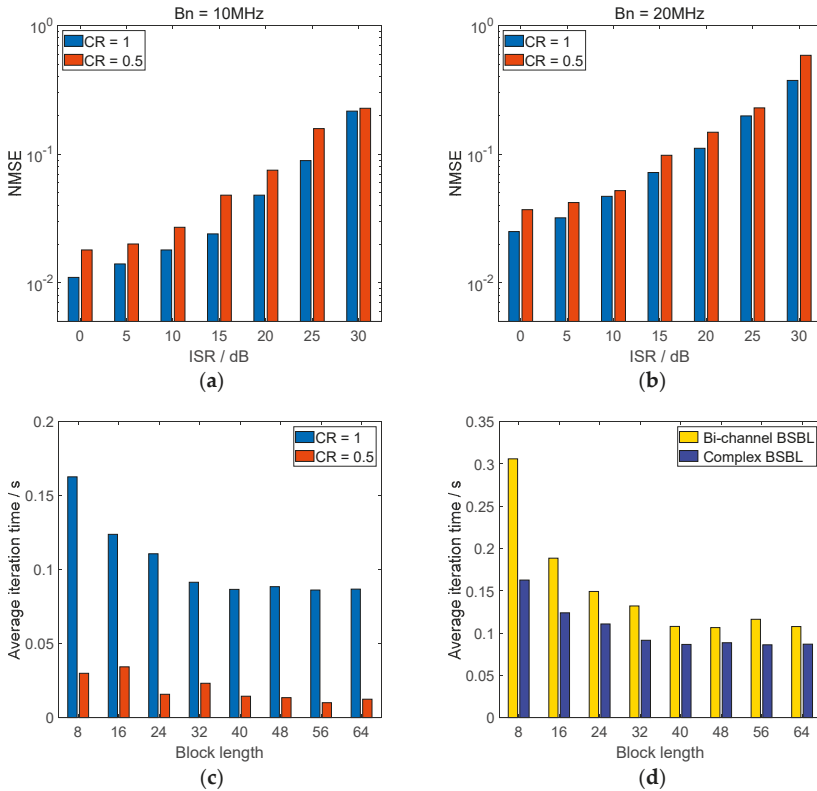 Bn = 10MHz
10^0
10^-1
10^-2
NMSE
CR = 1
CR = 0.5
0 5 10 15 20 25 30
ISR / dB
(a)
Bn = 20MHz
10^0
10^-1
10^-2
NMSE
CR = 1
CR = 0.5
0 5 10 15 20 25 30
ISR / dB
(b)
0.2
0.15
0.1
0.05
0
Average iteration time / s
CR = 1
CR = 0.5
8 16 24 32 40 48 56 64
Block length
(c)
0.35
0.3
0.25
0.2
0.15
0.1
0.05
0
Average iteration time / s
Bi-channel BSBL
Complex BSBL
8 16 24 32 40 48 56 64
Block length
(d)